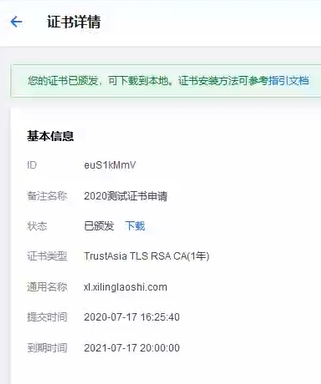 证书详情
您的证书已颁发，可下载到本地。证书安装方法可参考指引文档
基本信息
ID euS1kMmV
备注名称 2020测试证书申请
状态 已颁发 下载
证书类型 TrustAsia TLS RSA CA(1年)
通用名称 xl.xilinglaoshi.com
提交时间 2020-07-17 16:25:40
到期时间 2021-07-17 20:00:00